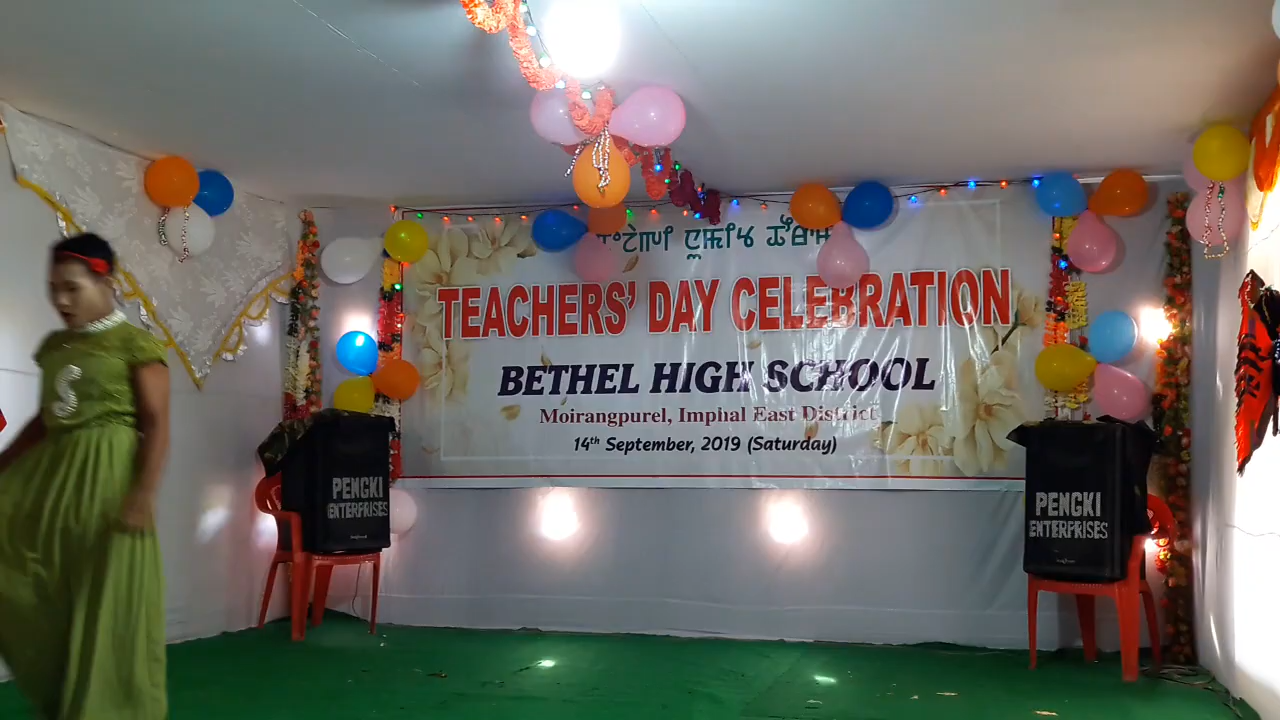 TEACHERS' DAY CELEBRATION
BETHEL HIGH SCHOOL
Moirangpurel, Imphal East District
14th September, 2019 (Saturday)
PENGKI
ENTERPRISES
PENGKI
ENTERPRISES
S